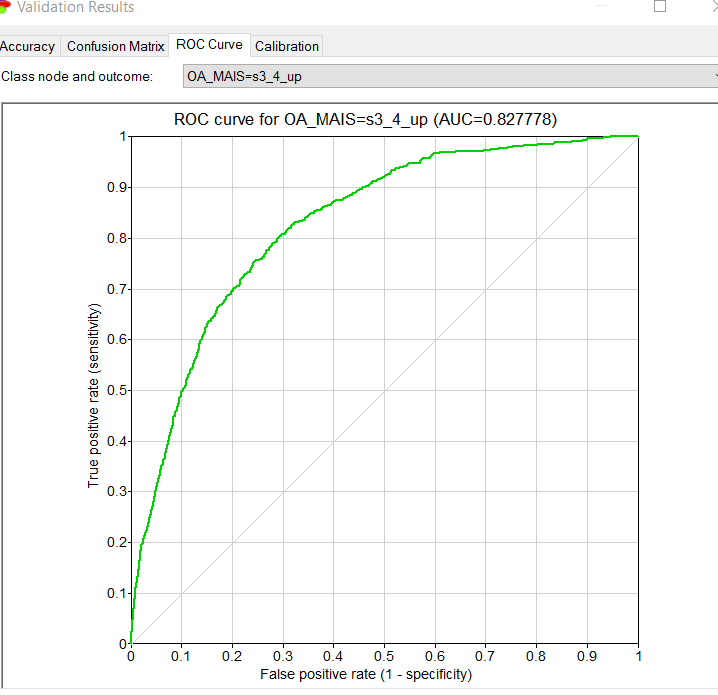 Validation Results
Accuracy Confusion Matrix ROC Curve Calibration
Class node and outcome: OA_MAIS=s3_4_up
ROC curve for OA_MAIS=s3_4_up (AUC=0.827778)
True positive rate (sensitivity)
1
0.9
0.8
0.7
0.6
0.5
0.4
0.3
0.2
0.1
0
0 0.1 0.2 0.3 0.4 0.5 0.6 0.7 0.8 0.9 1
False positive rate (1 - specificity)